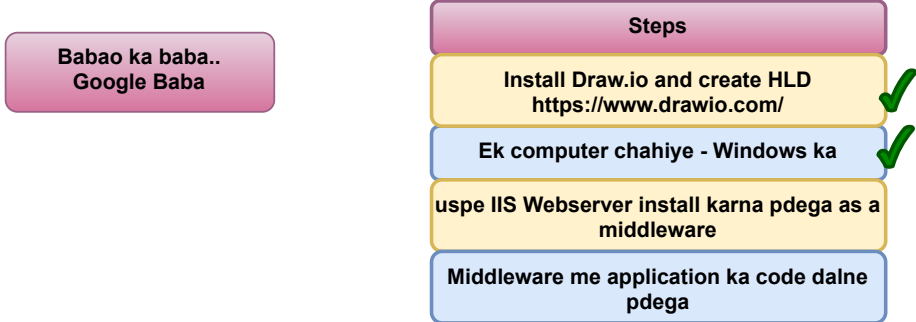 Babao ka baba..
Google Baba
Steps
Install Draw.io and create HLD
https://www.drawio.com/
Ek computer chahiye - Windows ka
uspe IIS Webserver install karna pdega as a
middleware
Middleware me application ka code dalne
pdega